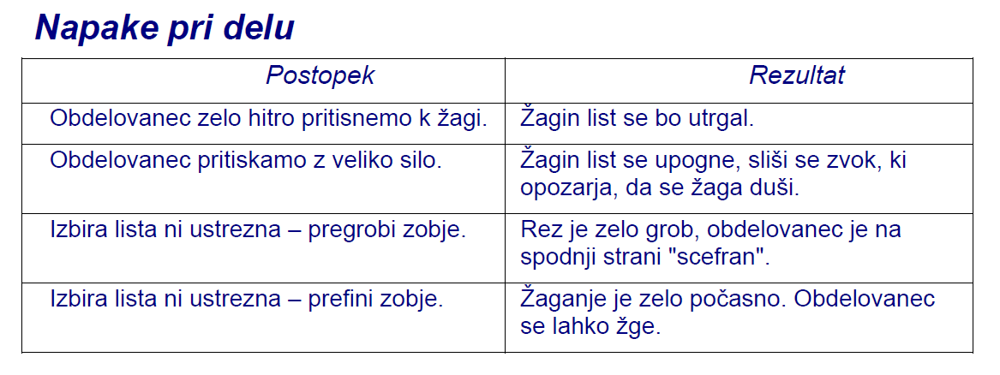 Napake pri delu
Postopek
Rezultat
Obdelovanec zelo hitro pritisnemo k žagi.
Žagin list se bo utrgal.
Obdelovanec pritiskamo z veliko silo.
Žagin list se upogne, sliši se zvok, ki
opozarja, da se žaga duši.
Izbira lista ni ustrezna – pregrobi zobje.
Rez je zelo grob, obdelovanec je na
spodnji strani "scefran".
Izbira lista ni ustrezna – prefini zobje.
Žaganje je zelo počasno. Obdelovanec
se lahko žge.